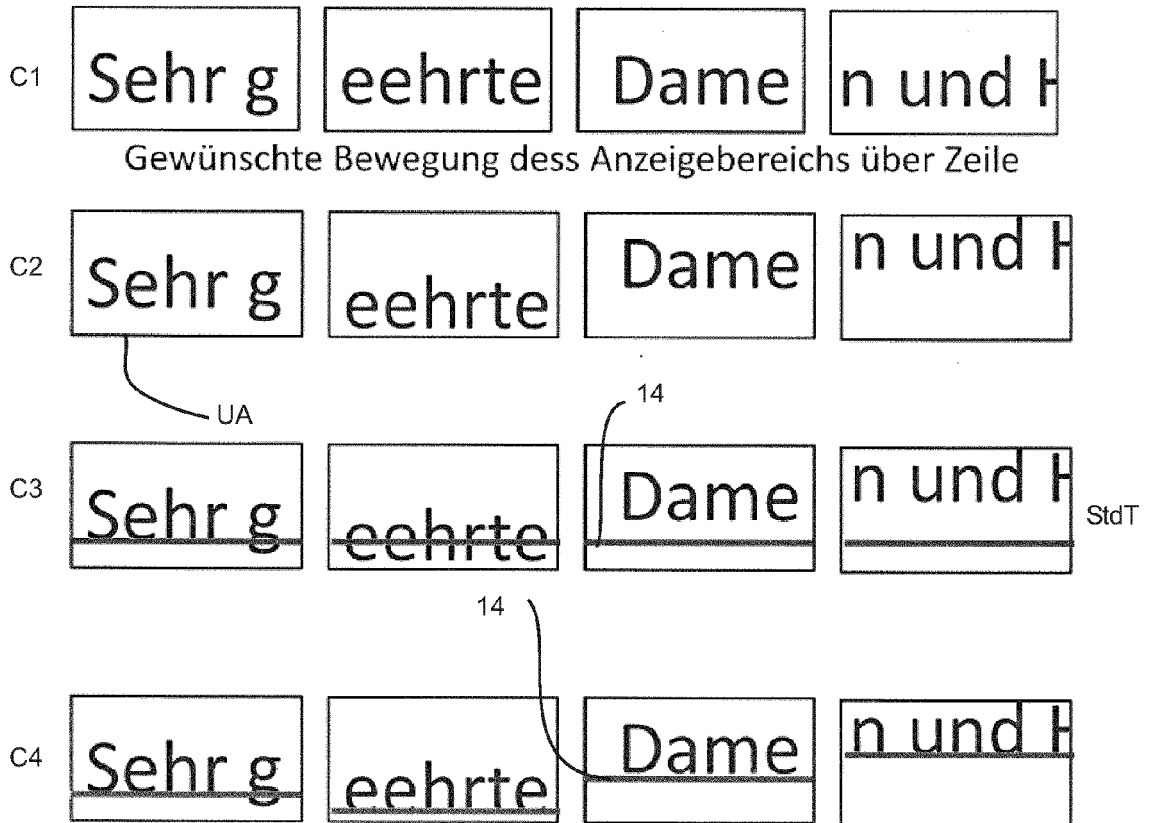 C1 Sehr g eehrte Dame n und H
Gewünschte Bewegung dess Anzeigebereichs über Zeile
C2 Sehr g eehrte Dame n und H
UA
14
C3 Sehr g eehrte Dame n und H StdT
14
C4 Sehr g eehrte Dame n und H